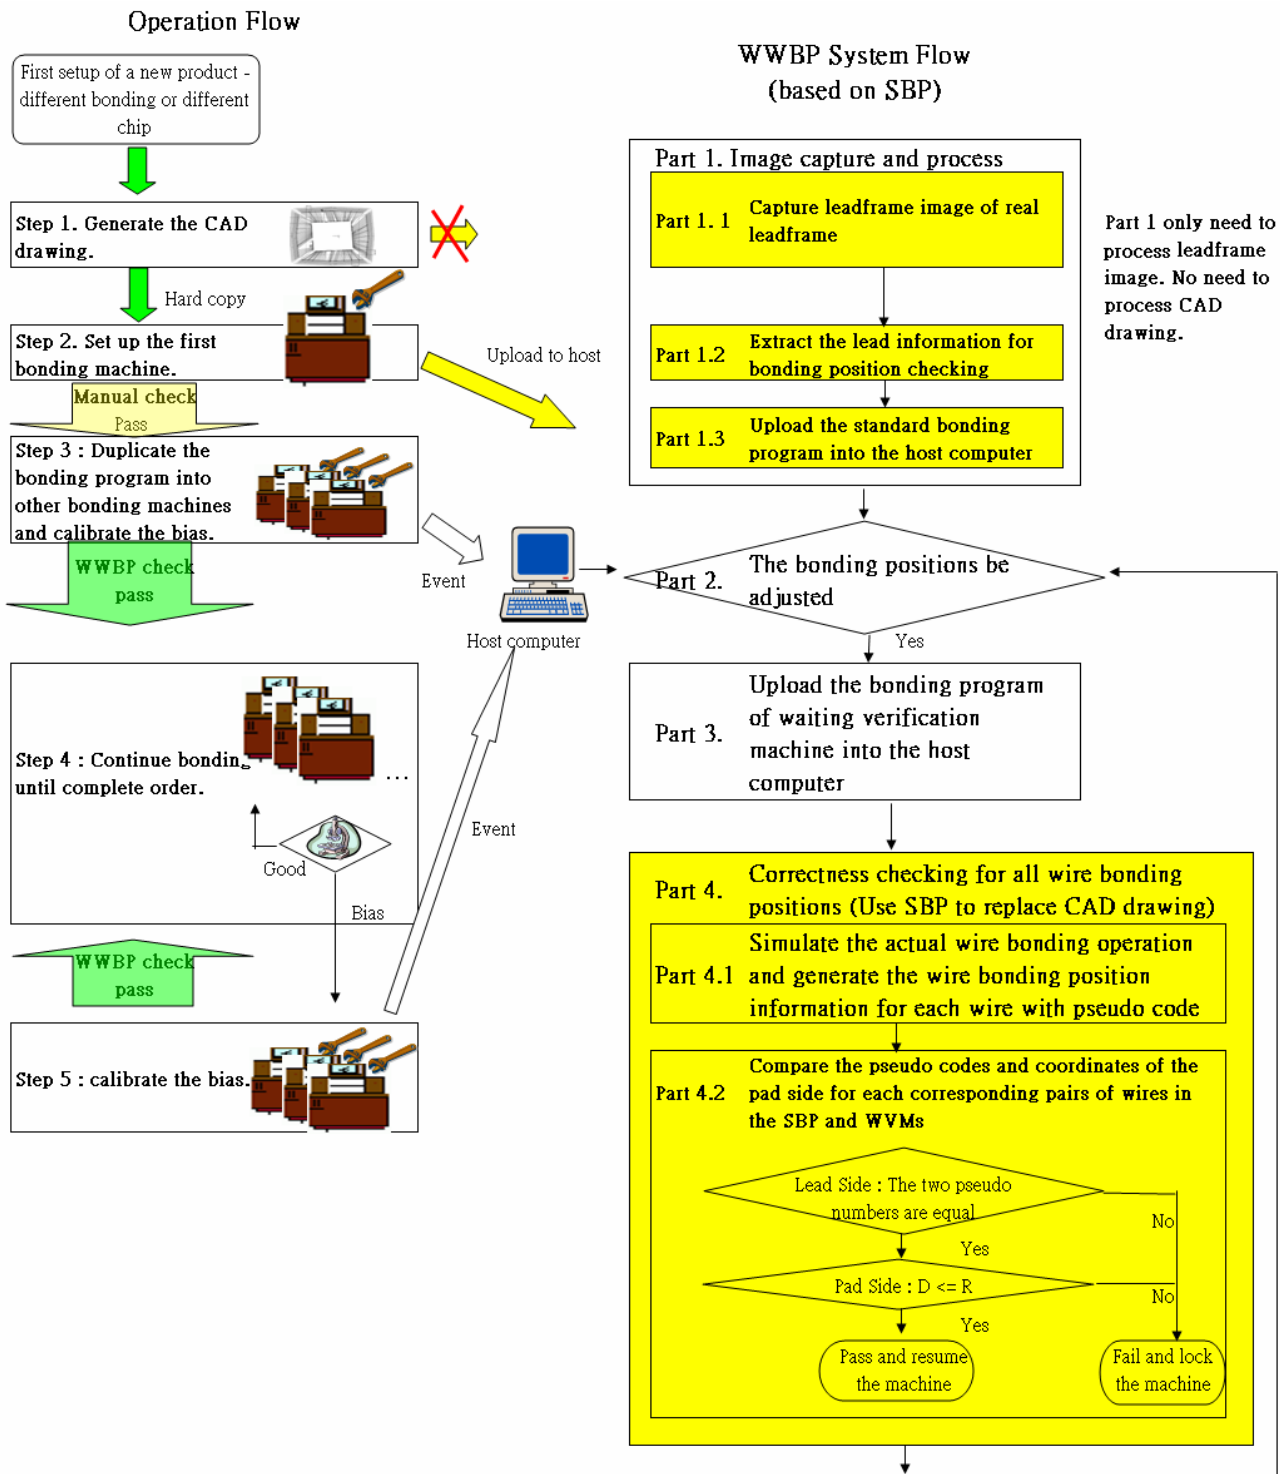 Operation Flow
First setup of a new product -
different bonding or different
chip
Step 1. Generate the CAD
drawing.
Hard copy
Step 2. Set up the first
bonding machine.
Upload to host
Manual check
Pass
Step 3 : Duplicate the
bonding program into
other bonding machines
and calibrate the bias.
WWBP check
pass
Event
Host computer
Step 4 : Continue bonding
until complete order.
...
Good
Bias
Event
WWBP check
pass
Step 5 : calibrate the bias.
WWBP System Flow
(based on SBP)
Part 1. Image capture and process
Part 1. 1 Capture leadframe image of real
leadframe
Part 1.2 Extract the lead information for
bonding position checking
Part 1.3 Upload the standard bonding
program into the host computer
Part 1 only need to
process leadframe
image. No need to
process CAD
drawing.
Part 2. The bonding positions be
adjusted
Yes
Part 3. Upload the bonding program
of waiting verification
machine into the host
computer
Part 4. Correctness checking for all wire bonding
positions (Use SBP to replace CAD drawing)
Part 4.1 Simulate the actual wire bonding operation
and generate the wire bonding position
information for each wire with pseudo code
Part 4.2 Compare the pseudo codes and coordinates of the
pad side for each corresponding pairs of wires in
the SBP and WVMs
Lead Side : The two pseudo
numbers are equal
No
Yes
Pad Side : D <= R
No
Yes
Pass and resume
the machine
Fail and lock
the machine